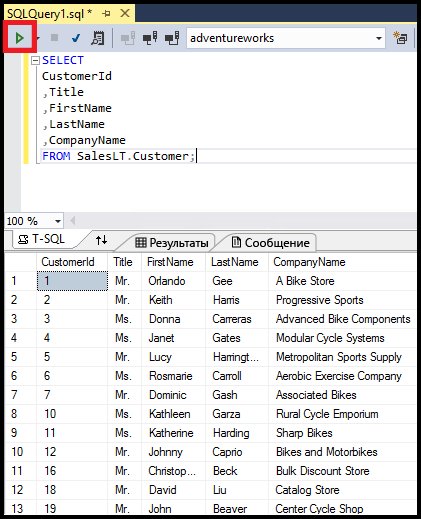 SQLQuery1.sql *
adventureworks
SELECT
CustomerId
,Title
,FirstName
,LastName
,CompanyName
FROM SalesLT.Customer;
100 %
T-SQL Результаты Сообщение
CustomerId Title FirstName LastName CompanyName
1 1 Mr. Orlando Gee A Bike Store
2 2 Mr. Keith Harris Progressive Sports
3 3 Ms. Donna Carreras Advanced Bike Components
4 4 Ms. Janet Gates Modular Cycle Systems
5 5 Mr. Lucy Harringt... Metropolitan Sports Supply
6 6 Ms. Rosmarie Carroll Aerobic Exercise Company
7 7 Mr. Dominic Gash Associated Bikes
8 10 Ms. Kathleen Garza Rural Cycle Emporium
9 11 Ms. Katherine Harding Sharp Bikes
10 12 Mr. Johnny Caprio Bikes and Motorbikes
11 16 Mr. Christop... Beck Bulk Discount Store
12 18 Mr. David Liu Catalog Store
13 19 Mr. John Beaver Center Cycle Shop